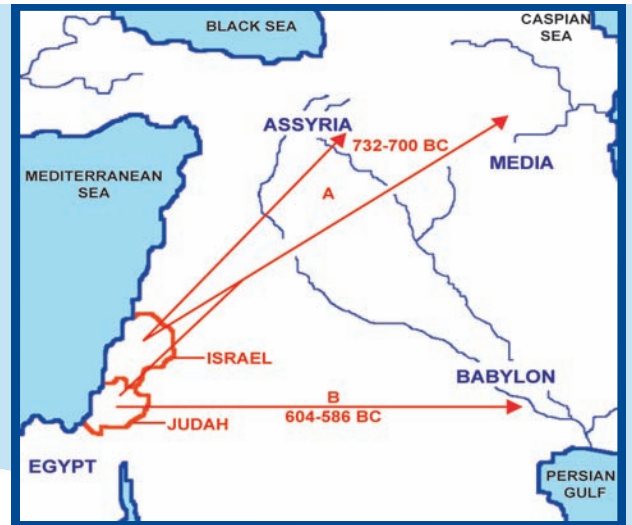 BLACK SEA
CASPIAN
SEA
ASSYRIA
732-700 BC
MEDIA
MEDITERRANEAN
SEA
A
ISRAEL
BABYLON
B
604-586 BC
JUDAH
EGYPT
PERSIAN
GULF